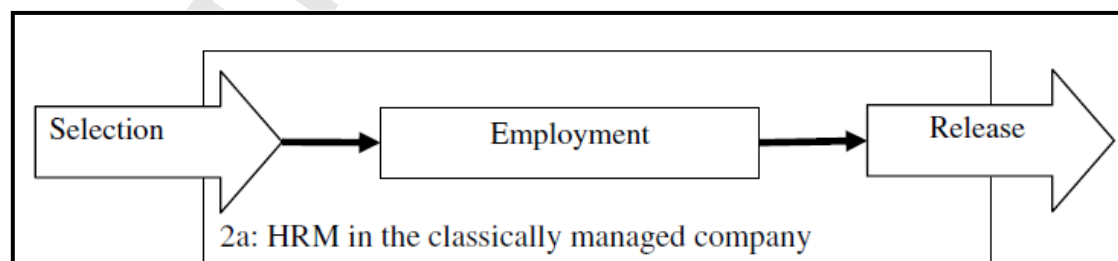 Selection
Employment
Release
2a: HRM in the classically managed company